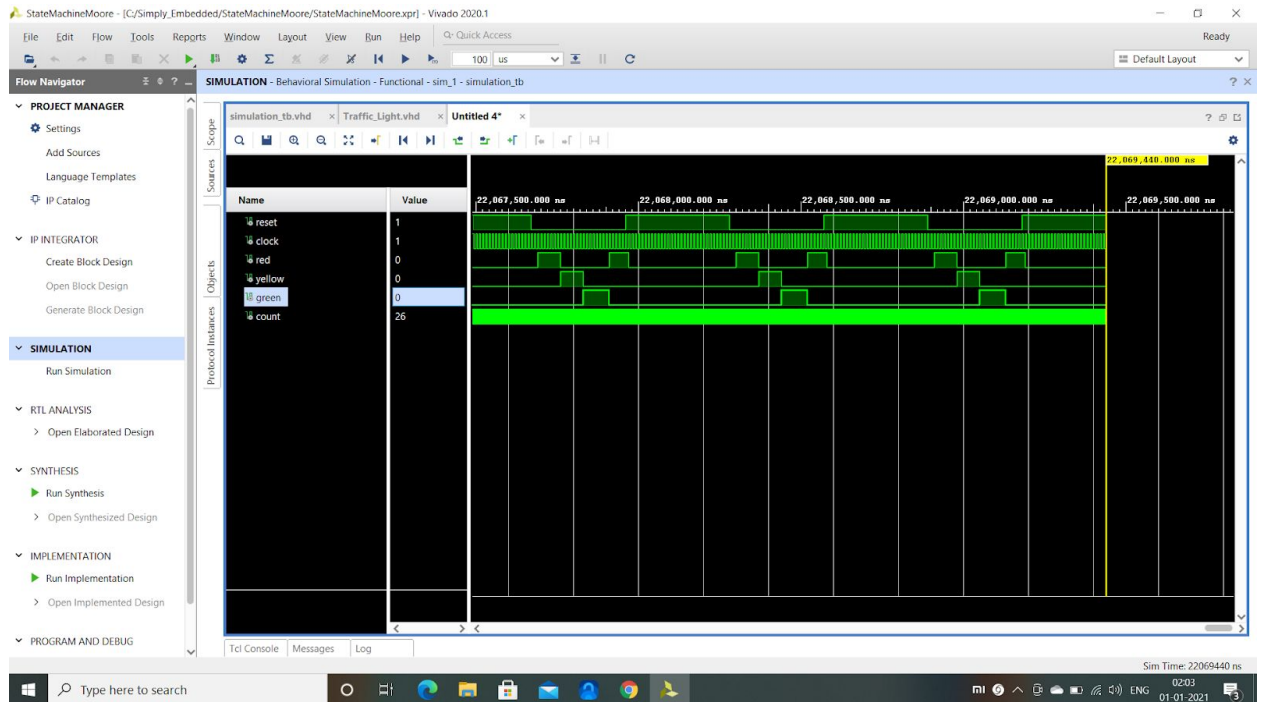 StateMachineMoore - [C:/Simply_Embedded/StateMachineMoore/StateMachineMoore.xpr] - Vivado 2020.1
File Edit Flow Tools Reports Window Layout View Run Help Q- Quick Access Ready
100 us Default Layout
Flow Navigator ? SIMULATION - Behavioral Simulation - Functional - sim_1 - simulation_tb ? ×
PROJECT MANAGER
Settings
Add Sources
Language Templates
IP Catalog
IP INTEGRATOR
Create Block Design
Open Block Design
Generate Block Design
SIMULATION
Run Simulation
RTL ANALYSIS
Open Elaborated Design
SYNTHESIS
Run Synthesis
Open Synthesized Design
IMPLEMENTATION
Run Implementation
Open Implemented Design
PROGRAM AND DEBUG
Scope
Sources
Objects
Protocol Instances
simulation_tb.vhd × Traffic_Light.vhd × Untitled 4* ×
22,069,440.000 ns
Name Value 22,067,500.000 ns 22,068,000.000 ns 22,068,500.000 ns 22,069,000.000 ns 22,069,500.000 ns
reset 1
clock 1
red 0
yellow 0
green 0
count 26
Tcl Console Messages Log
Sim Time: 22069440 ns
Type here to search
ENG 02:03
01-01-2021
3